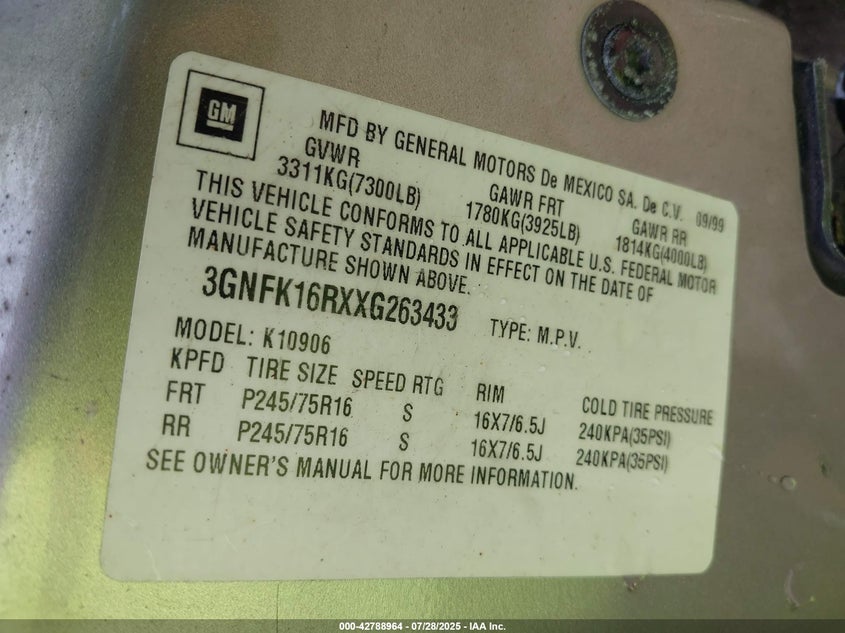 GM
MFD BY GENERAL MOTORS De MEXICO SA. De C.V. 09/99
GVWR GAWR FRT GAWR RR
3311KG(7300LB) 1780KG(3925LB) 1814KG(4000LB)
THIS VEHICLE CONFORMS TO ALL APPLICABLE U.S. FEDERAL MOTOR
VEHICLE SAFETY STANDARDS IN EFFECT ON THE DATE OF
MANUFACTURE SHOWN ABOVE.
3GNFK16RXXG263433 TYPE: M.P.V.
MODEL: K10906
KPFD TIRE SIZE SPEED RTG RIM COLD TIRE PRESSURE
FRT P245/75R16 S 16X7/6.5J 240KPA(35PSI)
RR P245/75R16 S 16X7/6.5J 240KPA(35PSI)
SEE OWNER'S MANUAL FOR MORE INFORMATION.
000-42788964 / 07/28/2025 - IAA Inc.